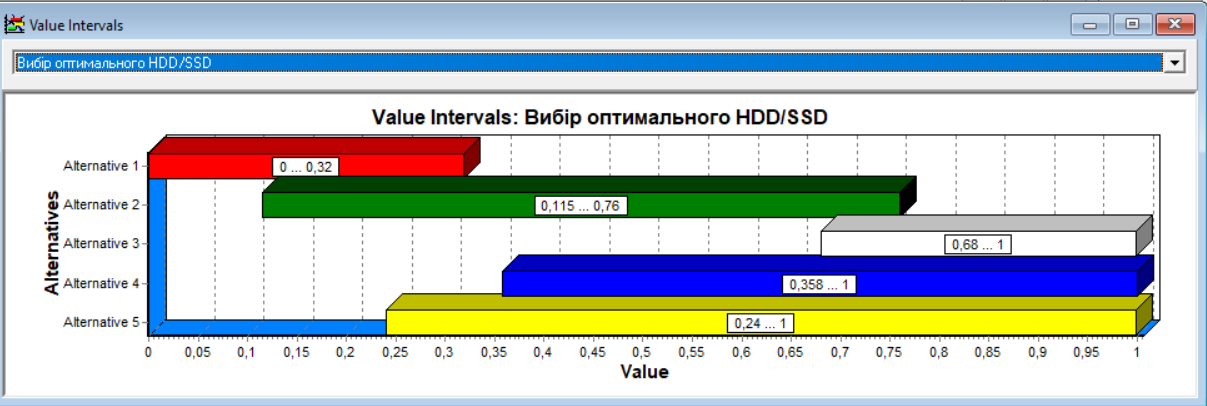 Value Intervals
Вибір оптимального HDD/SSD
Value Intervals: Вибір оптимального HDD/SSD
Alternatives
Alternative 1
0 ... 0,32
Alternative 2
0,115 ... 0,76
Alternative 3
0,68 ... 1
Alternative 4
0,358 ... 1
Alternative 5
0,24 ... 1
0 0,05 0,1 0,15 0,2 0,25 0,3 0,35 0,4 0,45 0,5 0,55 0,6 0,65 0,7 0,75 0,8 0,85 0,9 0,95 1
Value